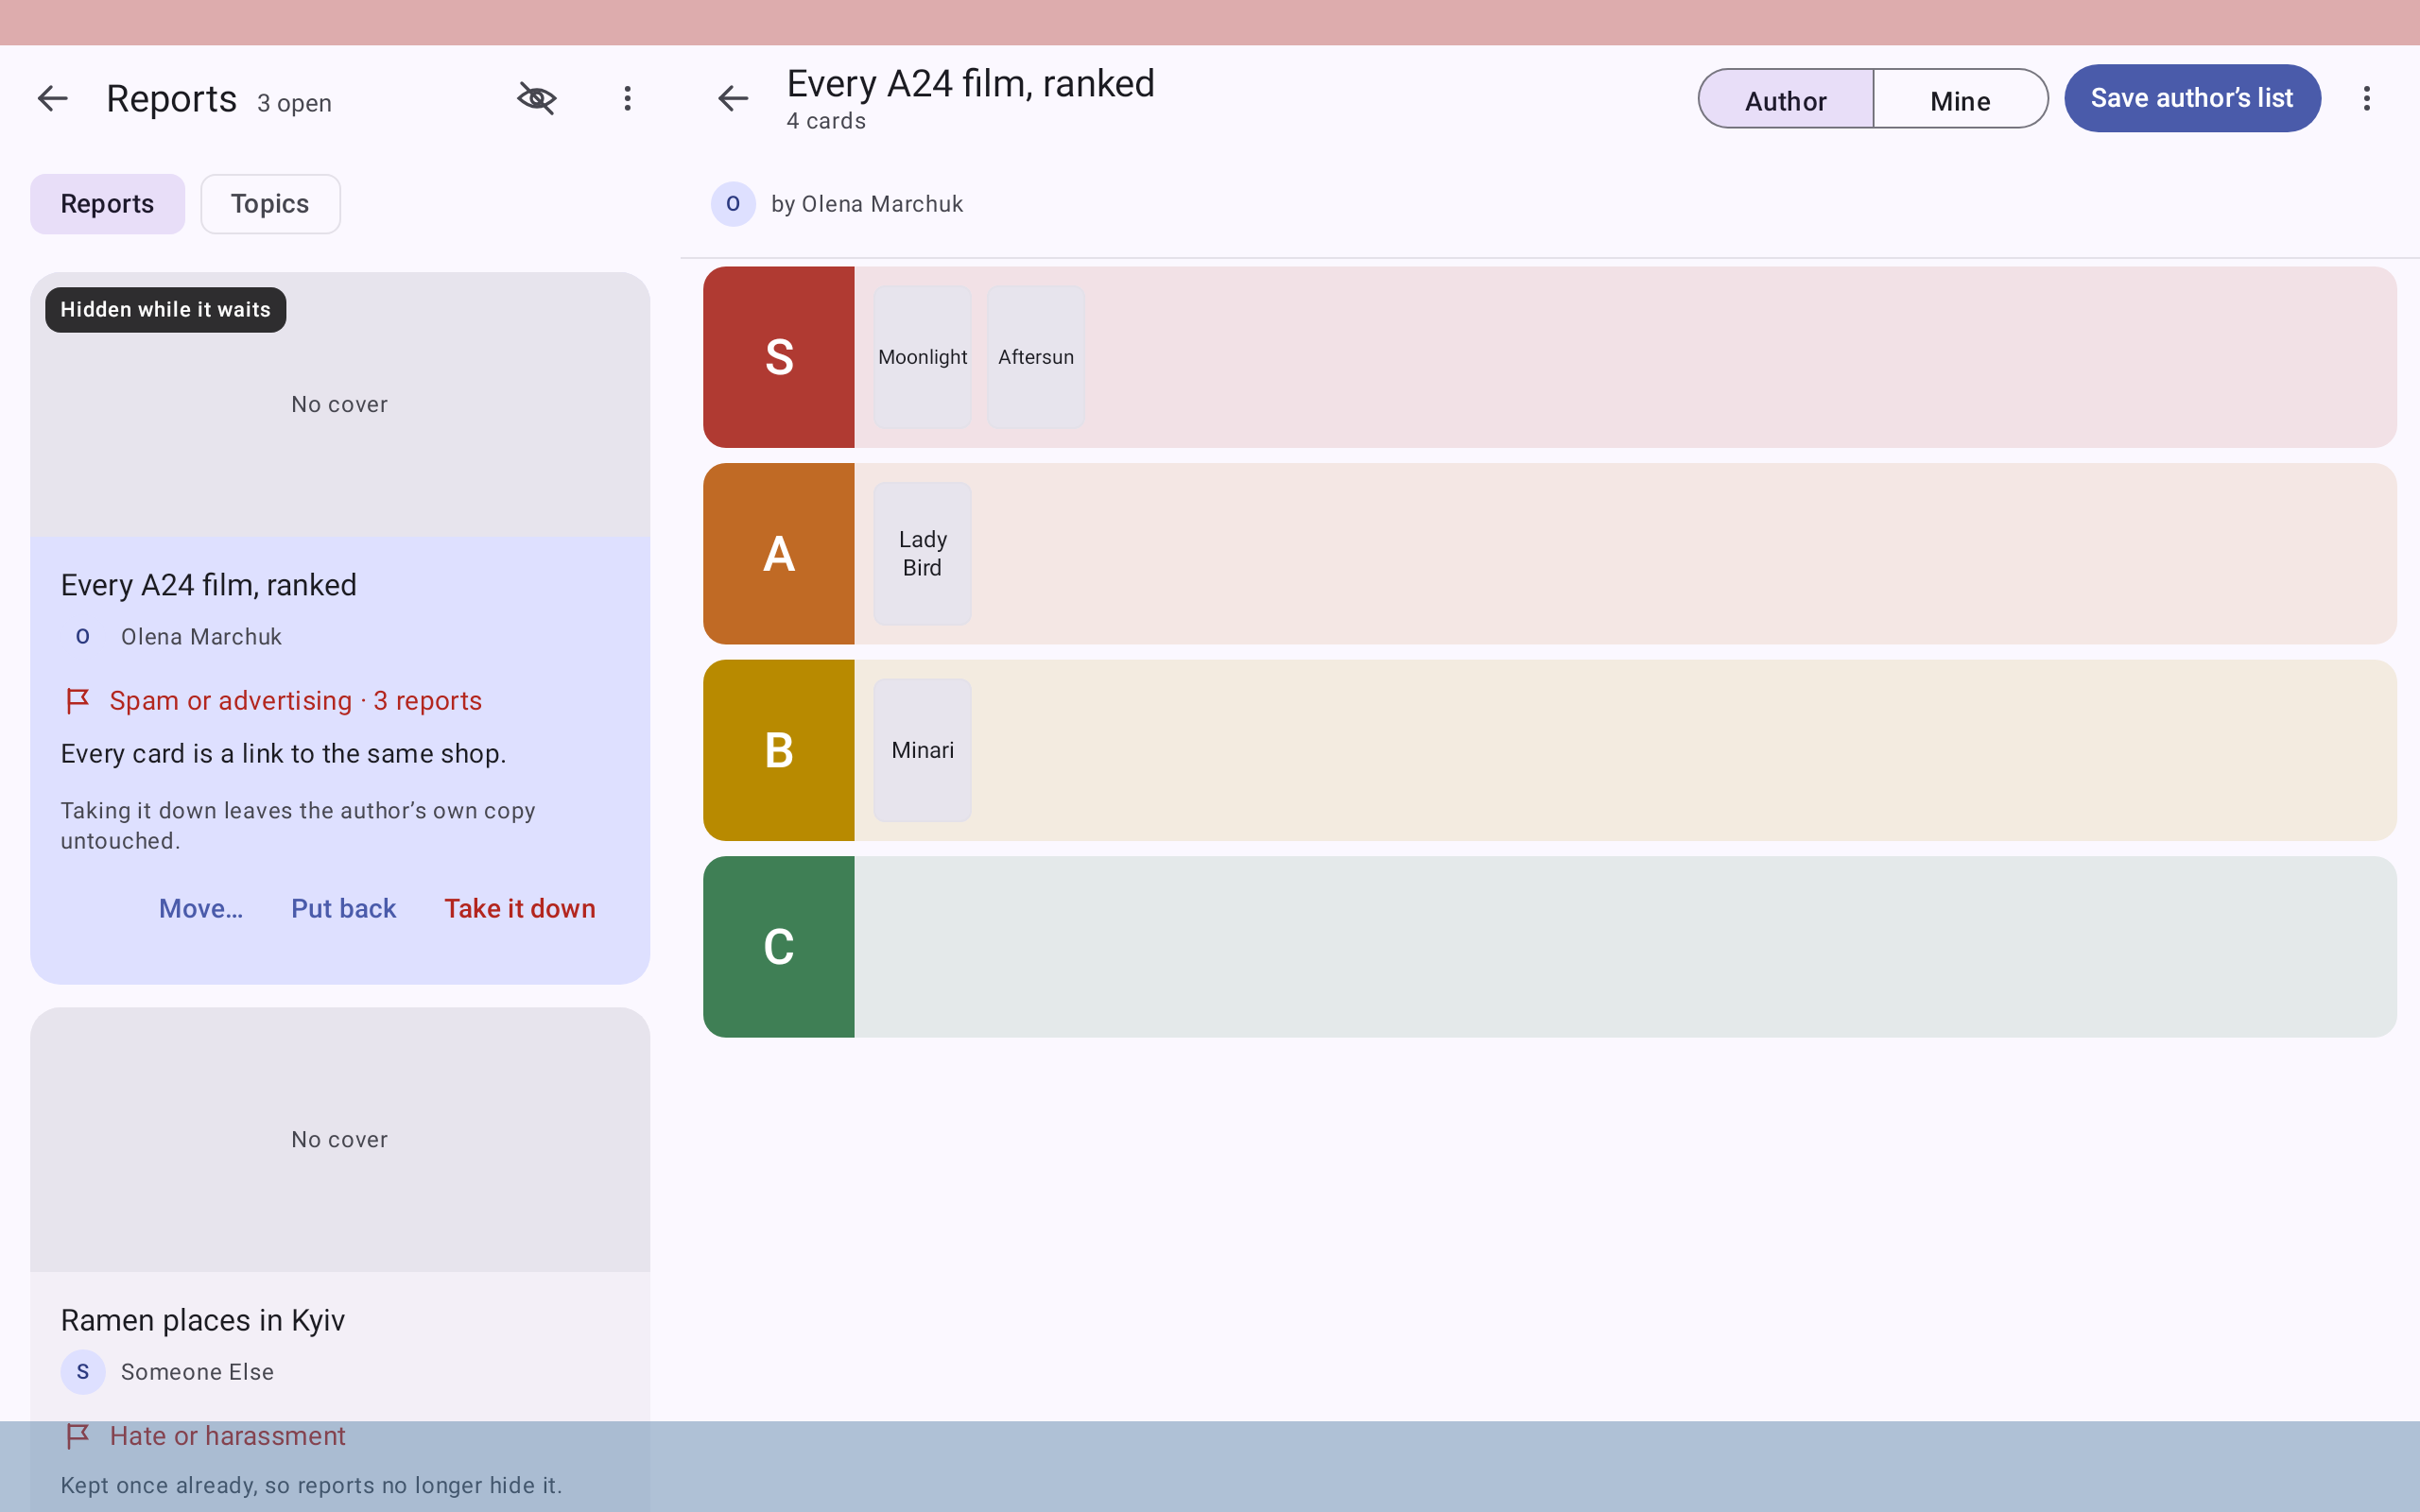 Reports 3 open
Reports
Topics
Hidden while it waits
No cover
Every A24 film, ranked
O Olena Marchuk
Spam or advertising · 3 reports
Every card is a link to the same shop.
Taking it down leaves the author’s own copy
untouched.
Move… Put back Take it down
No cover
Ramen places in Kyiv
S Someone Else
Hate or harassment
Kept once already, so reports no longer hide it.
Every A24 film, ranked
4 cards
Author
Mine
Save author’s list
O by Olena Marchuk
S
Moonlight
Aftersun
A
Lady
Bird
B
Minari
C